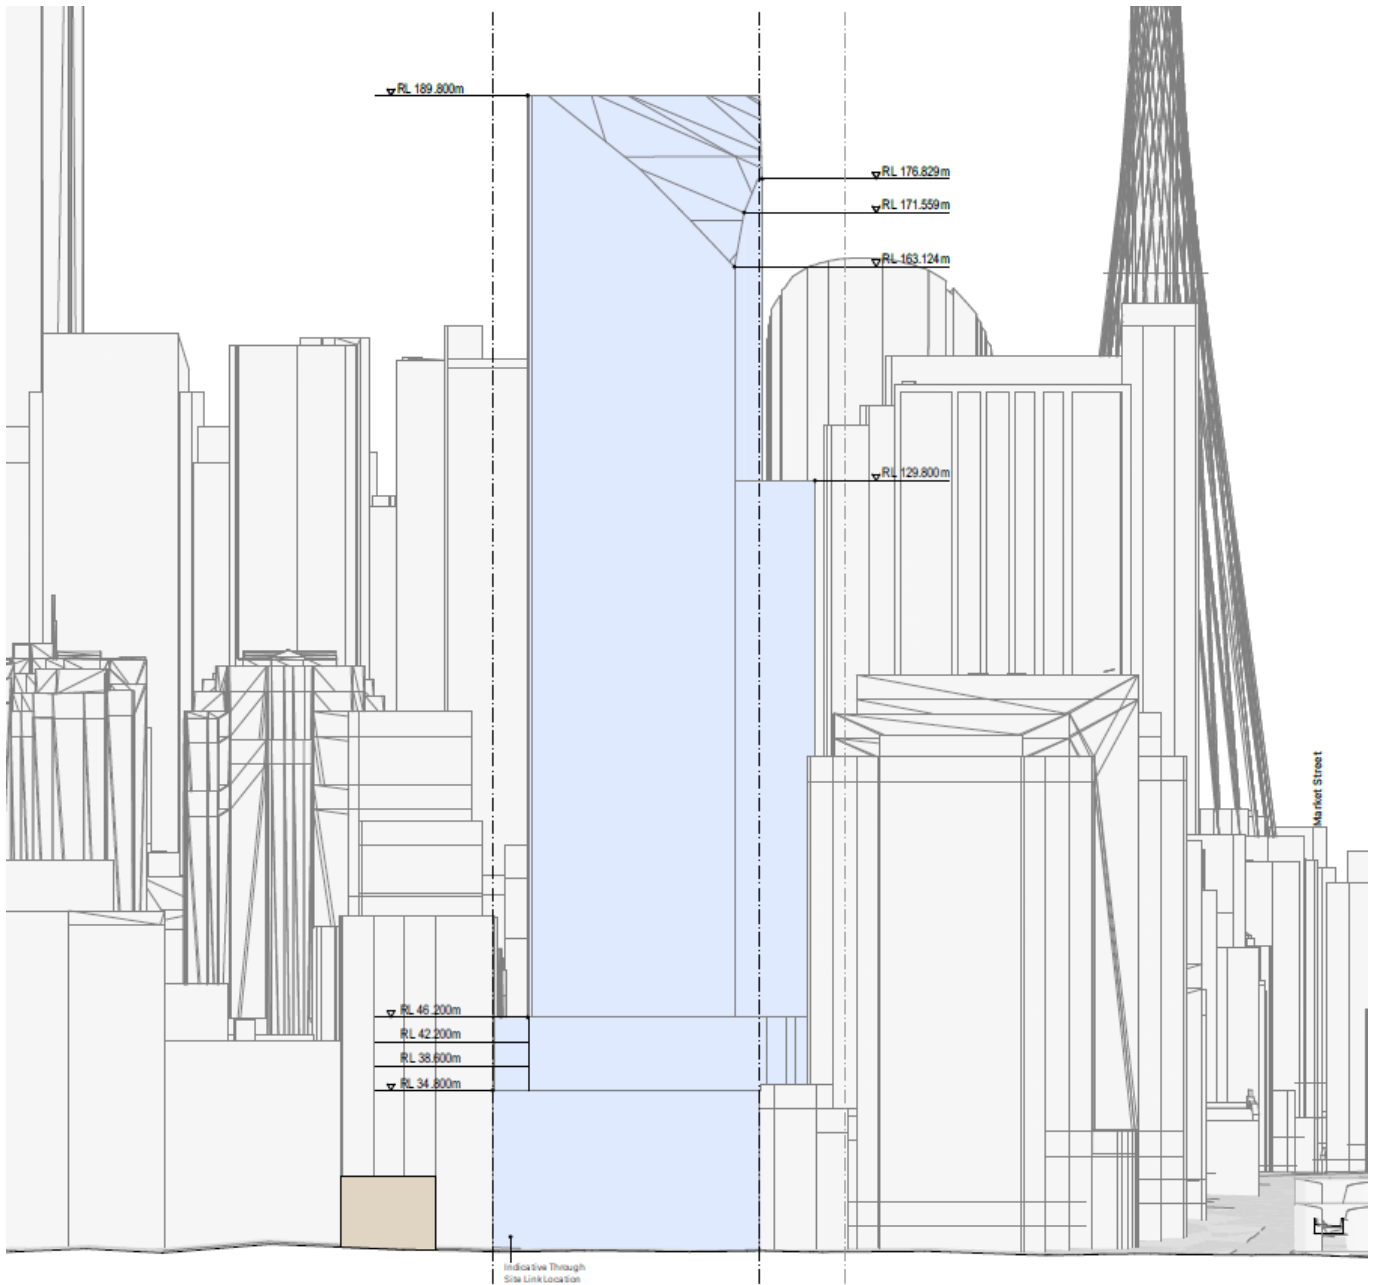 RL 189.800m
RL 176.829m
RL 171.559m
RL 163.124m
RL 129.800m
Market Street
RL 46.200m
RL 42.200m
RL 38.600m
RL 34.800m
Indicative Through
Site Link Location